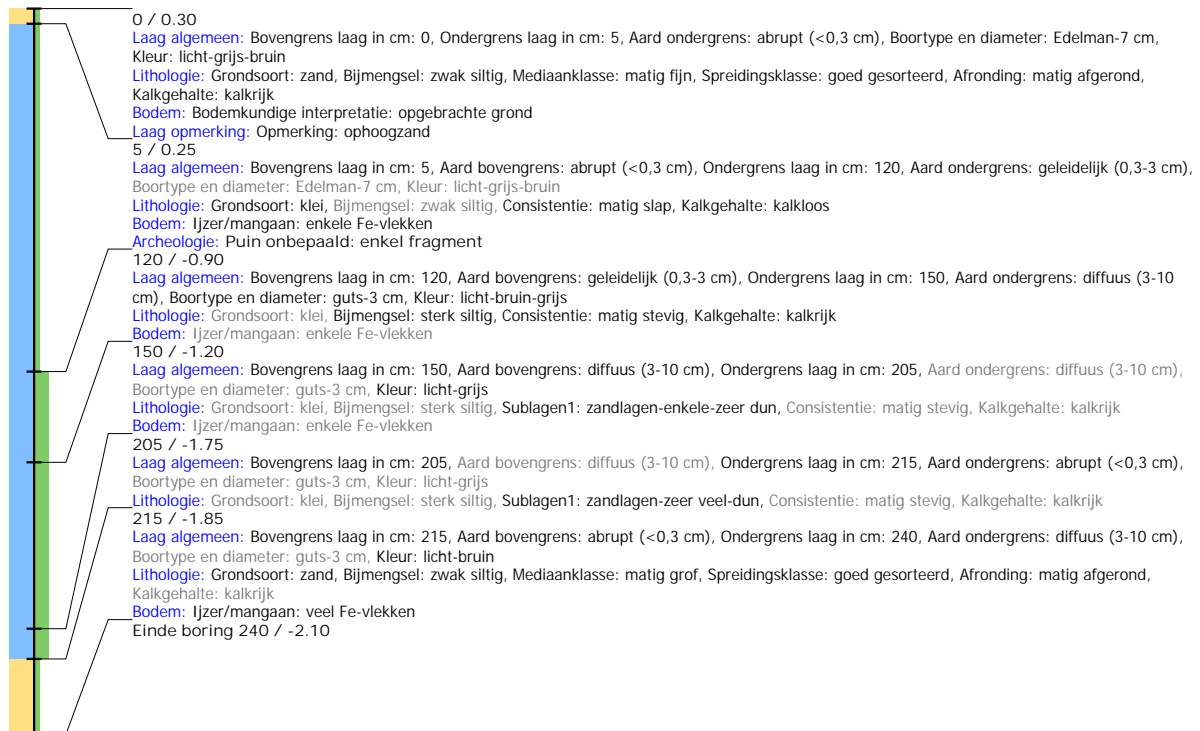 0 / 0.30
Laag algemeen: Bovengrens laag in cm: 0, Ondergrens laag in cm: 5, Aard ondergrens: abrupt (<0,3 cm), Boortype en diameter: Edelman-7 cm,
Kleur: licht-grijs-bruin
Lithologie: Grondsoort: zand, Bijmengsel: zwak siltig, Mediaanklasse: matig fijn, Spreidingsklasse: goed gesorteerd, Afronding: matig afgerond,
Kalkgehalte: kalkrijk
Bodem: Bodemkundige interpretatie: opgebrachte grond
Laag opmerking: Opmerking: ophoogzand
5 / 0.25
Laag algemeen: Bovengrens laag in cm: 5, Aard bovengrens: abrupt (<0,3 cm), Ondergrens laag in cm: 120, Aard ondergrens: geleidelijk (0,3-3 cm),
Boortype en diameter: Edelman-7 cm, Kleur: licht-grijs-bruin
Lithologie: Grondsoort: klei, Bijmengsel: zwak siltig, Consistentie: matig slap, Kalkgehalte: kalkloos
Bodem: Ijzer/mangaan: enkele Fe-vlekken
Archeologie: Puin onbepaald: enkel fragment
120 / -0.90
Laag algemeen: Bovengrens laag in cm: 120, Aard bovengrens: geleidelijk (0,3-3 cm), Ondergrens laag in cm: 150, Aard ondergrens: diffuus (3-10
cm), Boortype en diameter: guts-3 cm, Kleur: licht-bruin-grijs
Lithologie: Grondsoort: klei, Bijmengsel: sterk siltig, Consistentie: matig stevig, Kalkgehalte: kalkrijk
Bodem: Ijzer/mangaan: enkele Fe-vlekken
150 / -1.20
Laag algemeen: Bovengrens laag in cm: 150, Aard bovengrens: diffuus (3-10 cm), Ondergrens laag in cm: 205, Aard ondergrens: diffuus (3-10 cm),
Boortype en diameter: guts-3 cm, Kleur: licht-grijs
Lithologie: Grondsoort: klei, Bijmengsel: sterk siltig, Sublagen1: zandlagen-enkele-zeer dun, Consistentie: matig stevig, Kalkgehalte: kalkrijk
Bodem: Ijzer/mangaan: enkele Fe-vlekken
205 / -1.75
Laag algemeen: Bovengrens laag in cm: 205, Aard bovengrens: diffuus (3-10 cm), Ondergrens laag in cm: 215, Aard ondergrens: abrupt (<0,3 cm),
Boortype en diameter: guts-3 cm, Kleur: licht-grijs
Lithologie: Grondsoort: klei, Bijmengsel: sterk siltig, Sublagen1: zandlagen-zeer veel-dun, Consistentie: matig stevig, Kalkgehalte: kalkrijk
215 / -1.85
Laag algemeen: Bovengrens laag in cm: 215, Aard bovengrens: abrupt (<0,3 cm), Ondergrens laag in cm: 240, Aard ondergrens: diffuus (3-10 cm),
Boortype en diameter: guts-3 cm, Kleur: licht-bruin
Lithologie: Grondsoort: zand, Bijmengsel: zwak siltig, Mediaanklasse: matig grof, Spreidingsklasse: goed gesorteerd, Afronding: matig afgerond,
Kalkgehalte: kalkrijk
Bodem: Ijzer/mangaan: veel Fe-vlekken
Einde boring 240 / -2.10